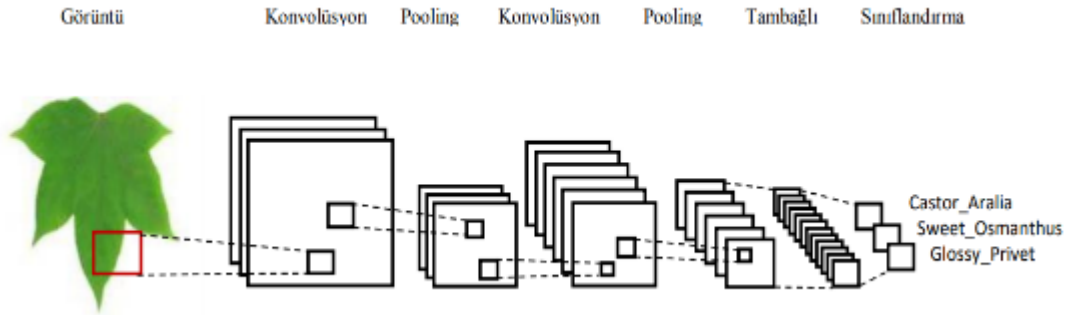 Görüntü Konvolüsyon Pooling Konvolüsyon Pooling Tambağlı Sınıflandırma
Castor_Aralia
Sweet_Osmanthus
Glossy_Privet